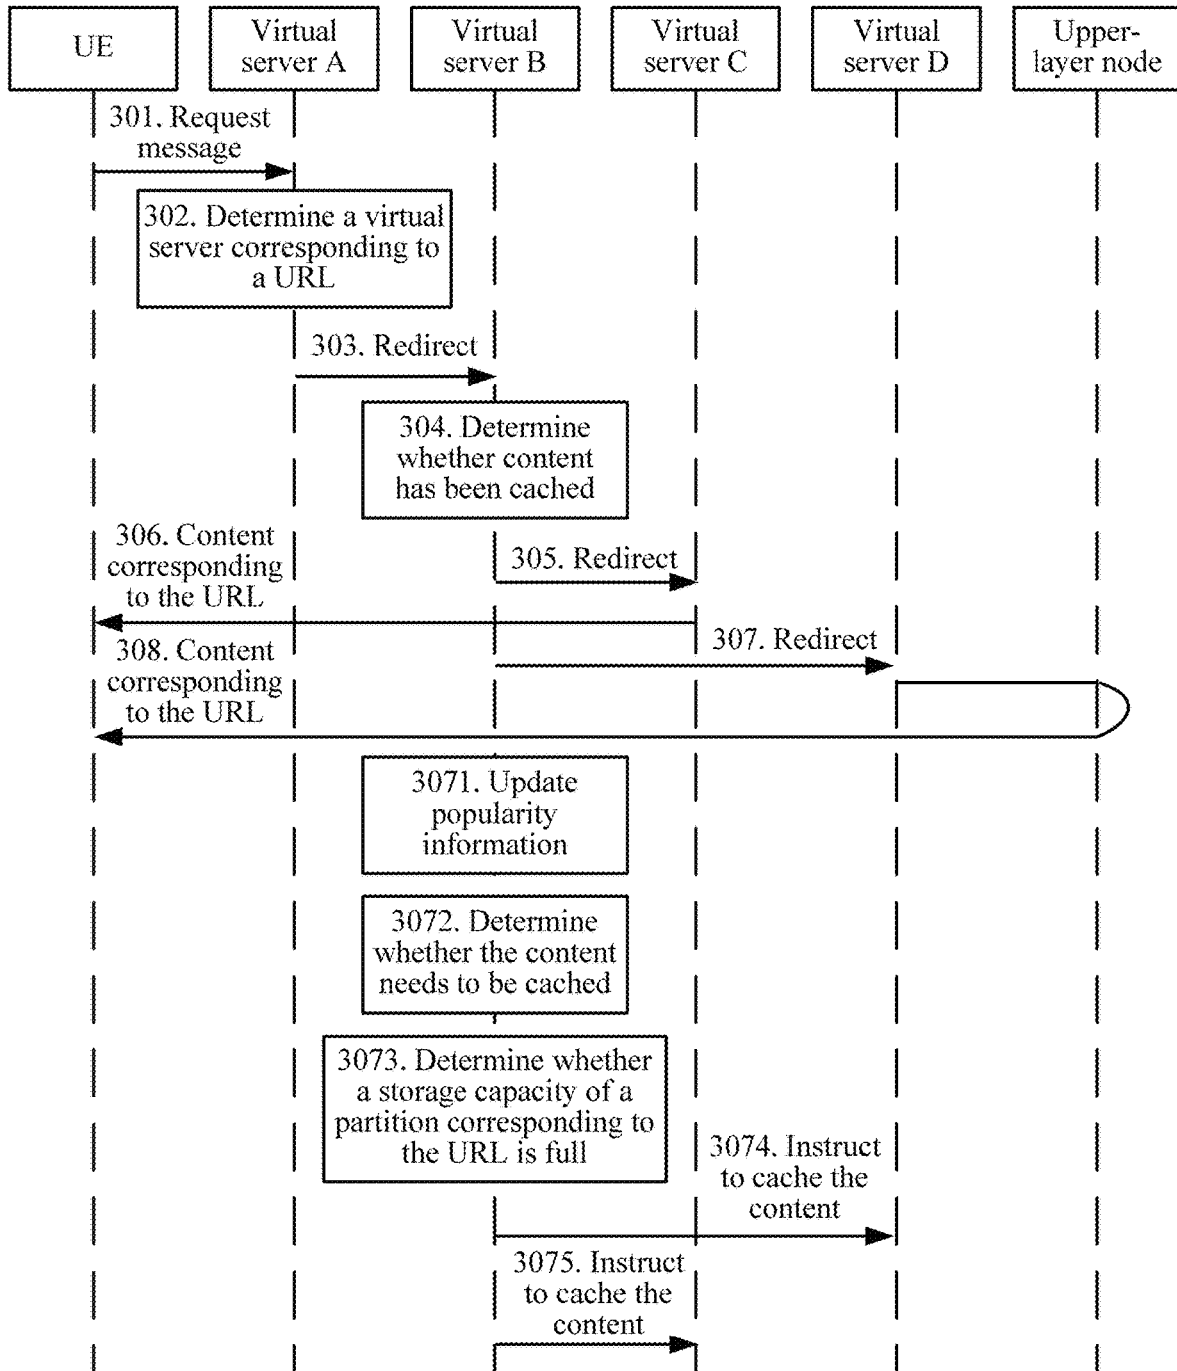 UE
Virtual
server A
Virtual
server B
Virtual
server C
Virtual
server D
Upper-
layer node
301. Request
message
302. Determine a virtual
server corresponding to
a URL
303. Redirect
304. Determine
whether content
has been cached
305. Redirect
306. Content
corresponding
to the URL
307. Redirect
308. Content
corresponding
to the URL
3071. Update
popularity
information
3072. Determine
whether the content
needs to be cached
3073. Determine whether
a storage capacity of a
partition corresponding to
the URL is full
3074. Instruct
to cache the
content
3075. Instruct
to cache the
content